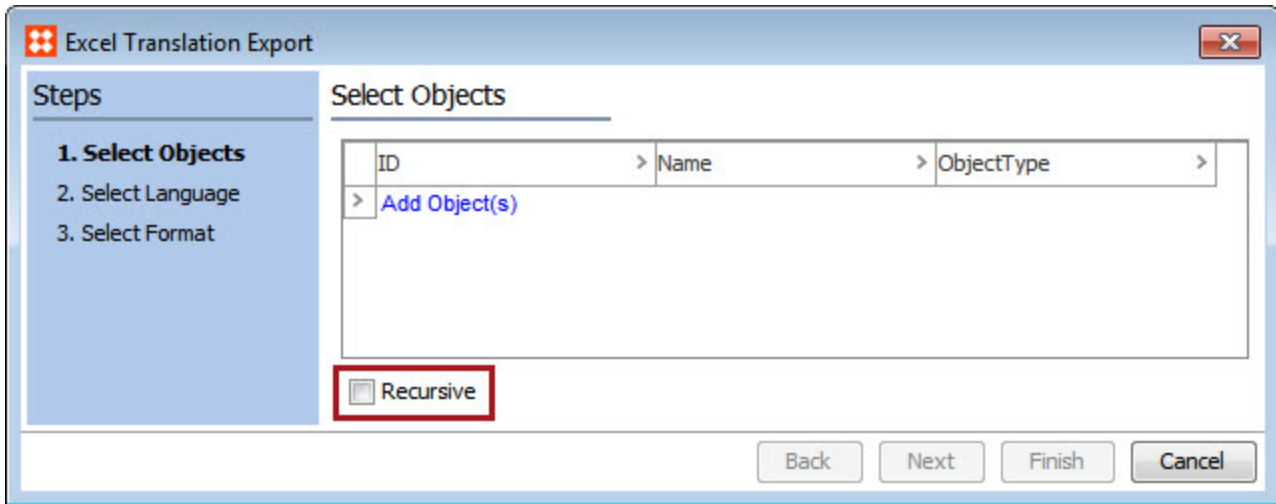 Excel Translation Export
Steps
1. Select Objects
2. Select Language
3. Select Format
Select Objects
ID > Name > ObjectType >
> Add Object(s)
Recursive
Back Next Finish Cancel